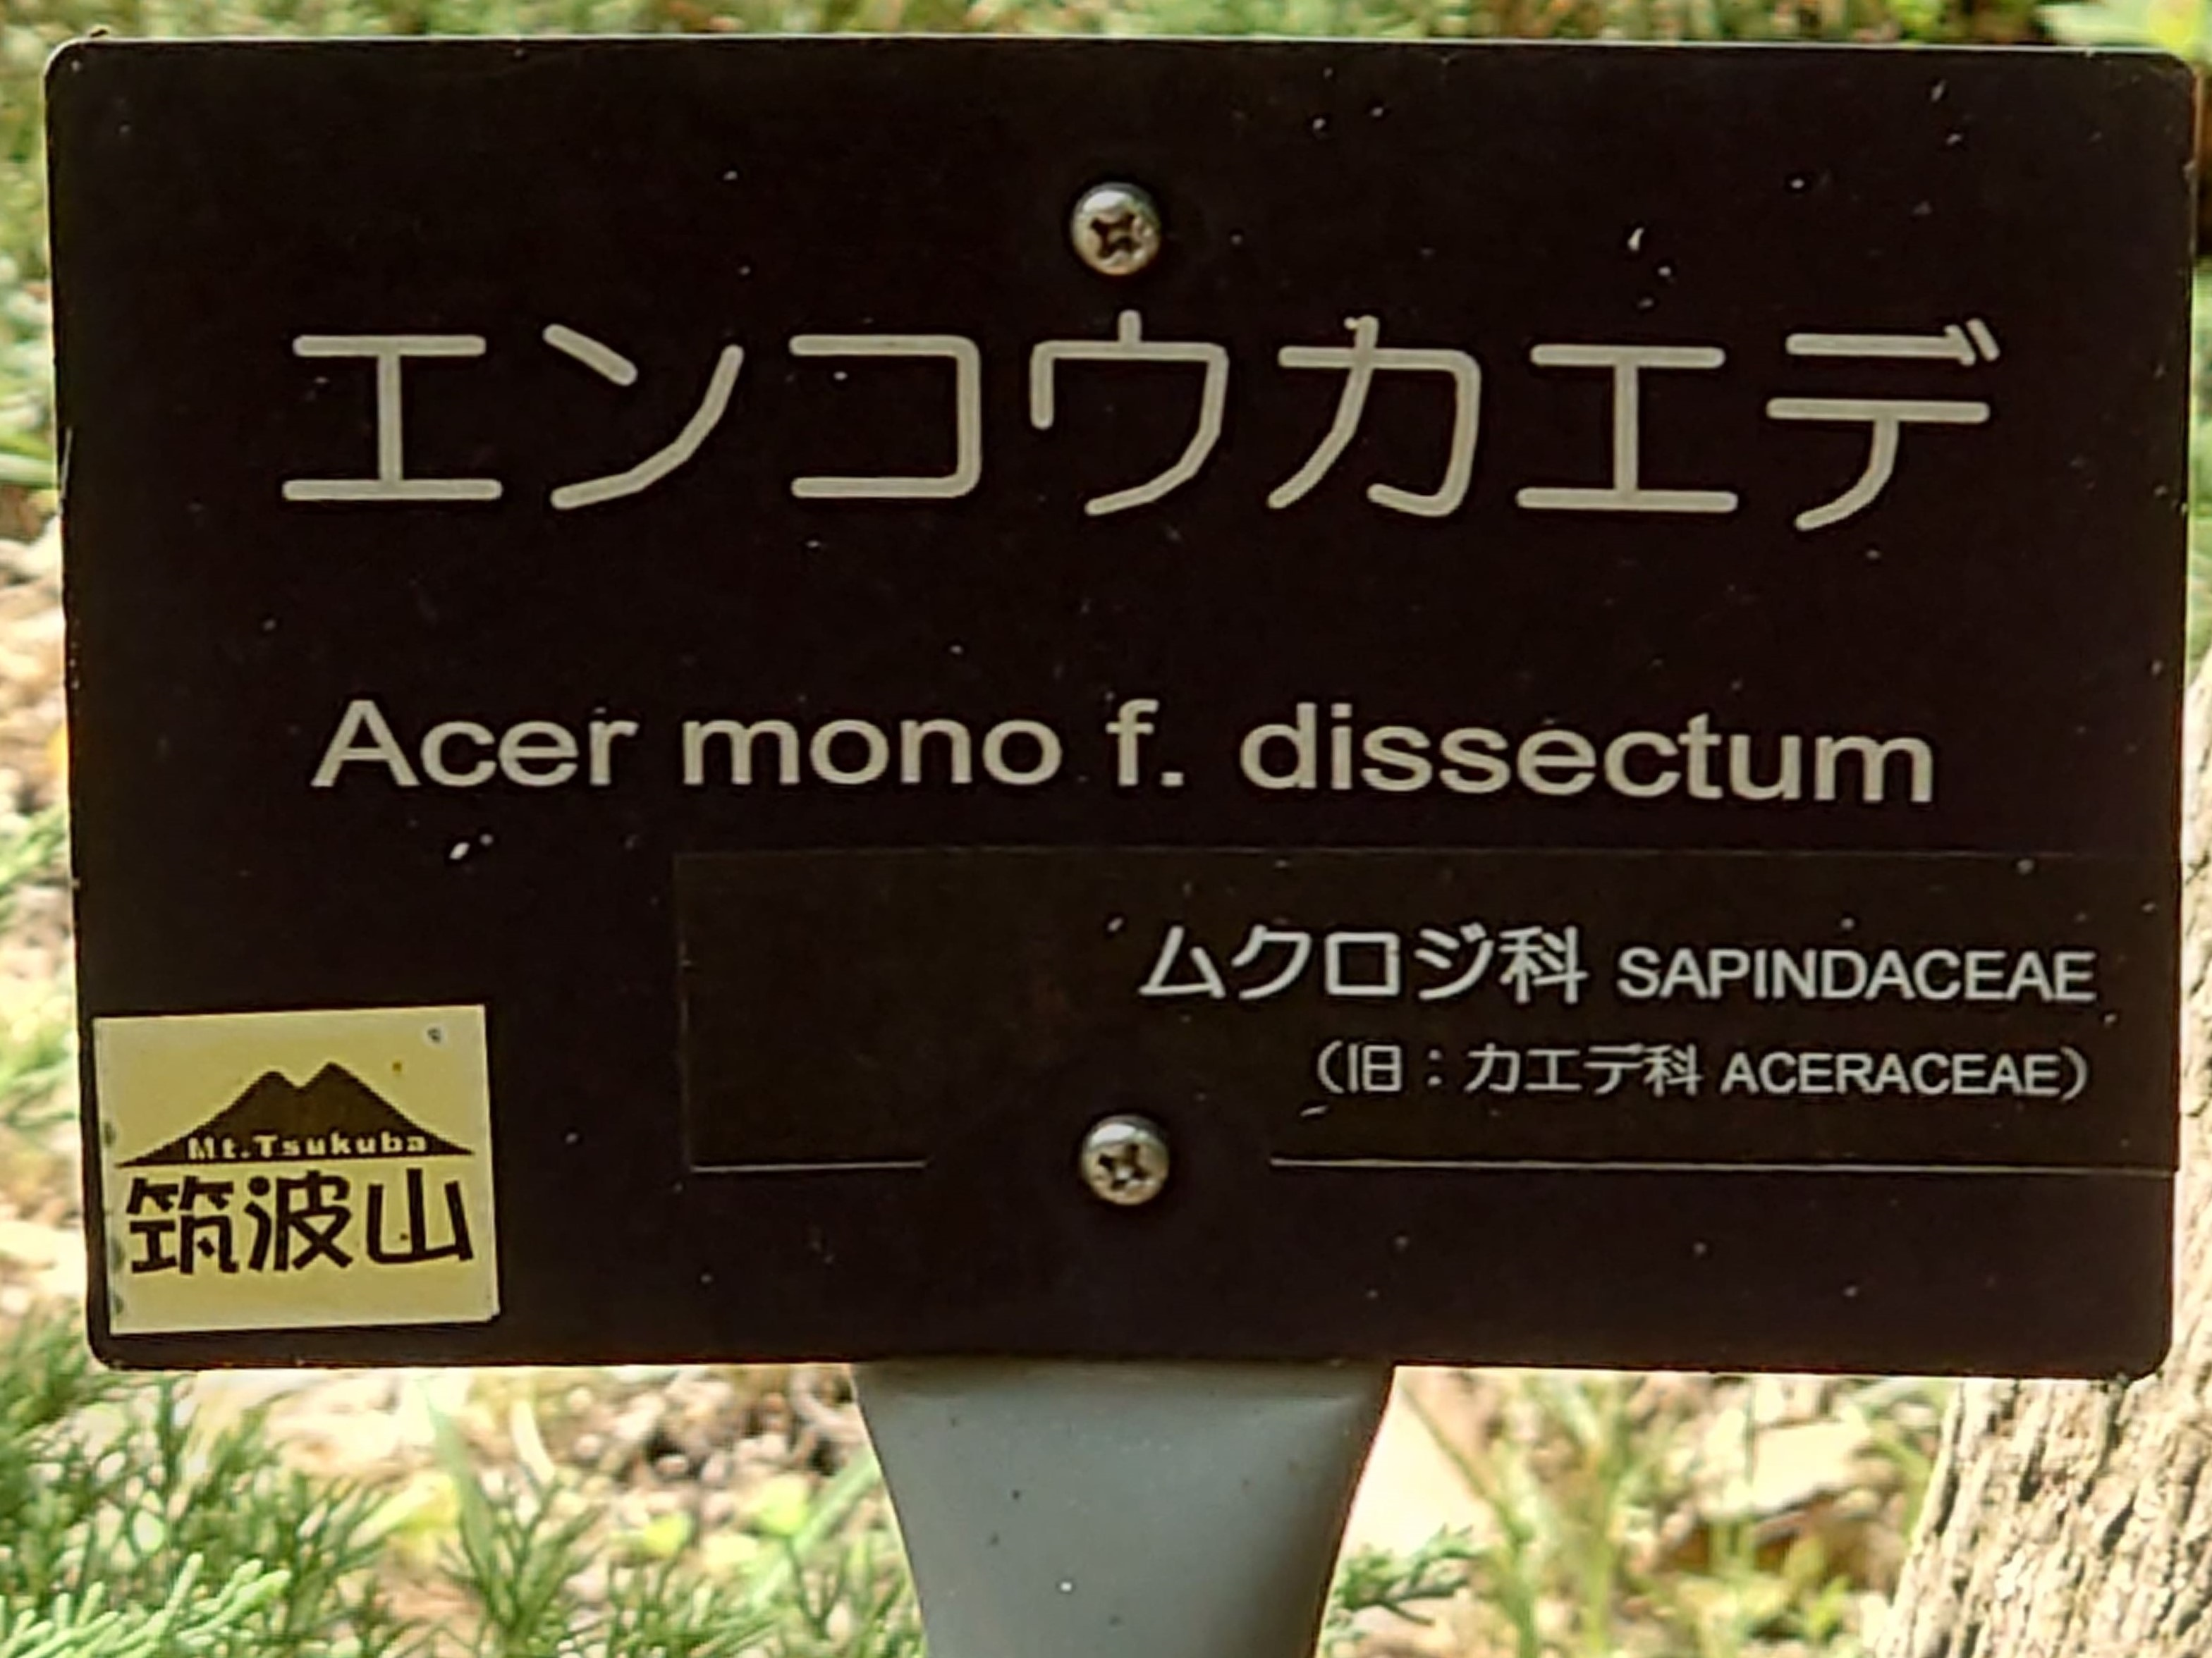 エンコウカエデ
Acer mono f. dissectum
ムクロジ科 SAPINDACEAE
（旧：カエデ科 ACERACEAE）
Mt.Tsukuba
筑波山